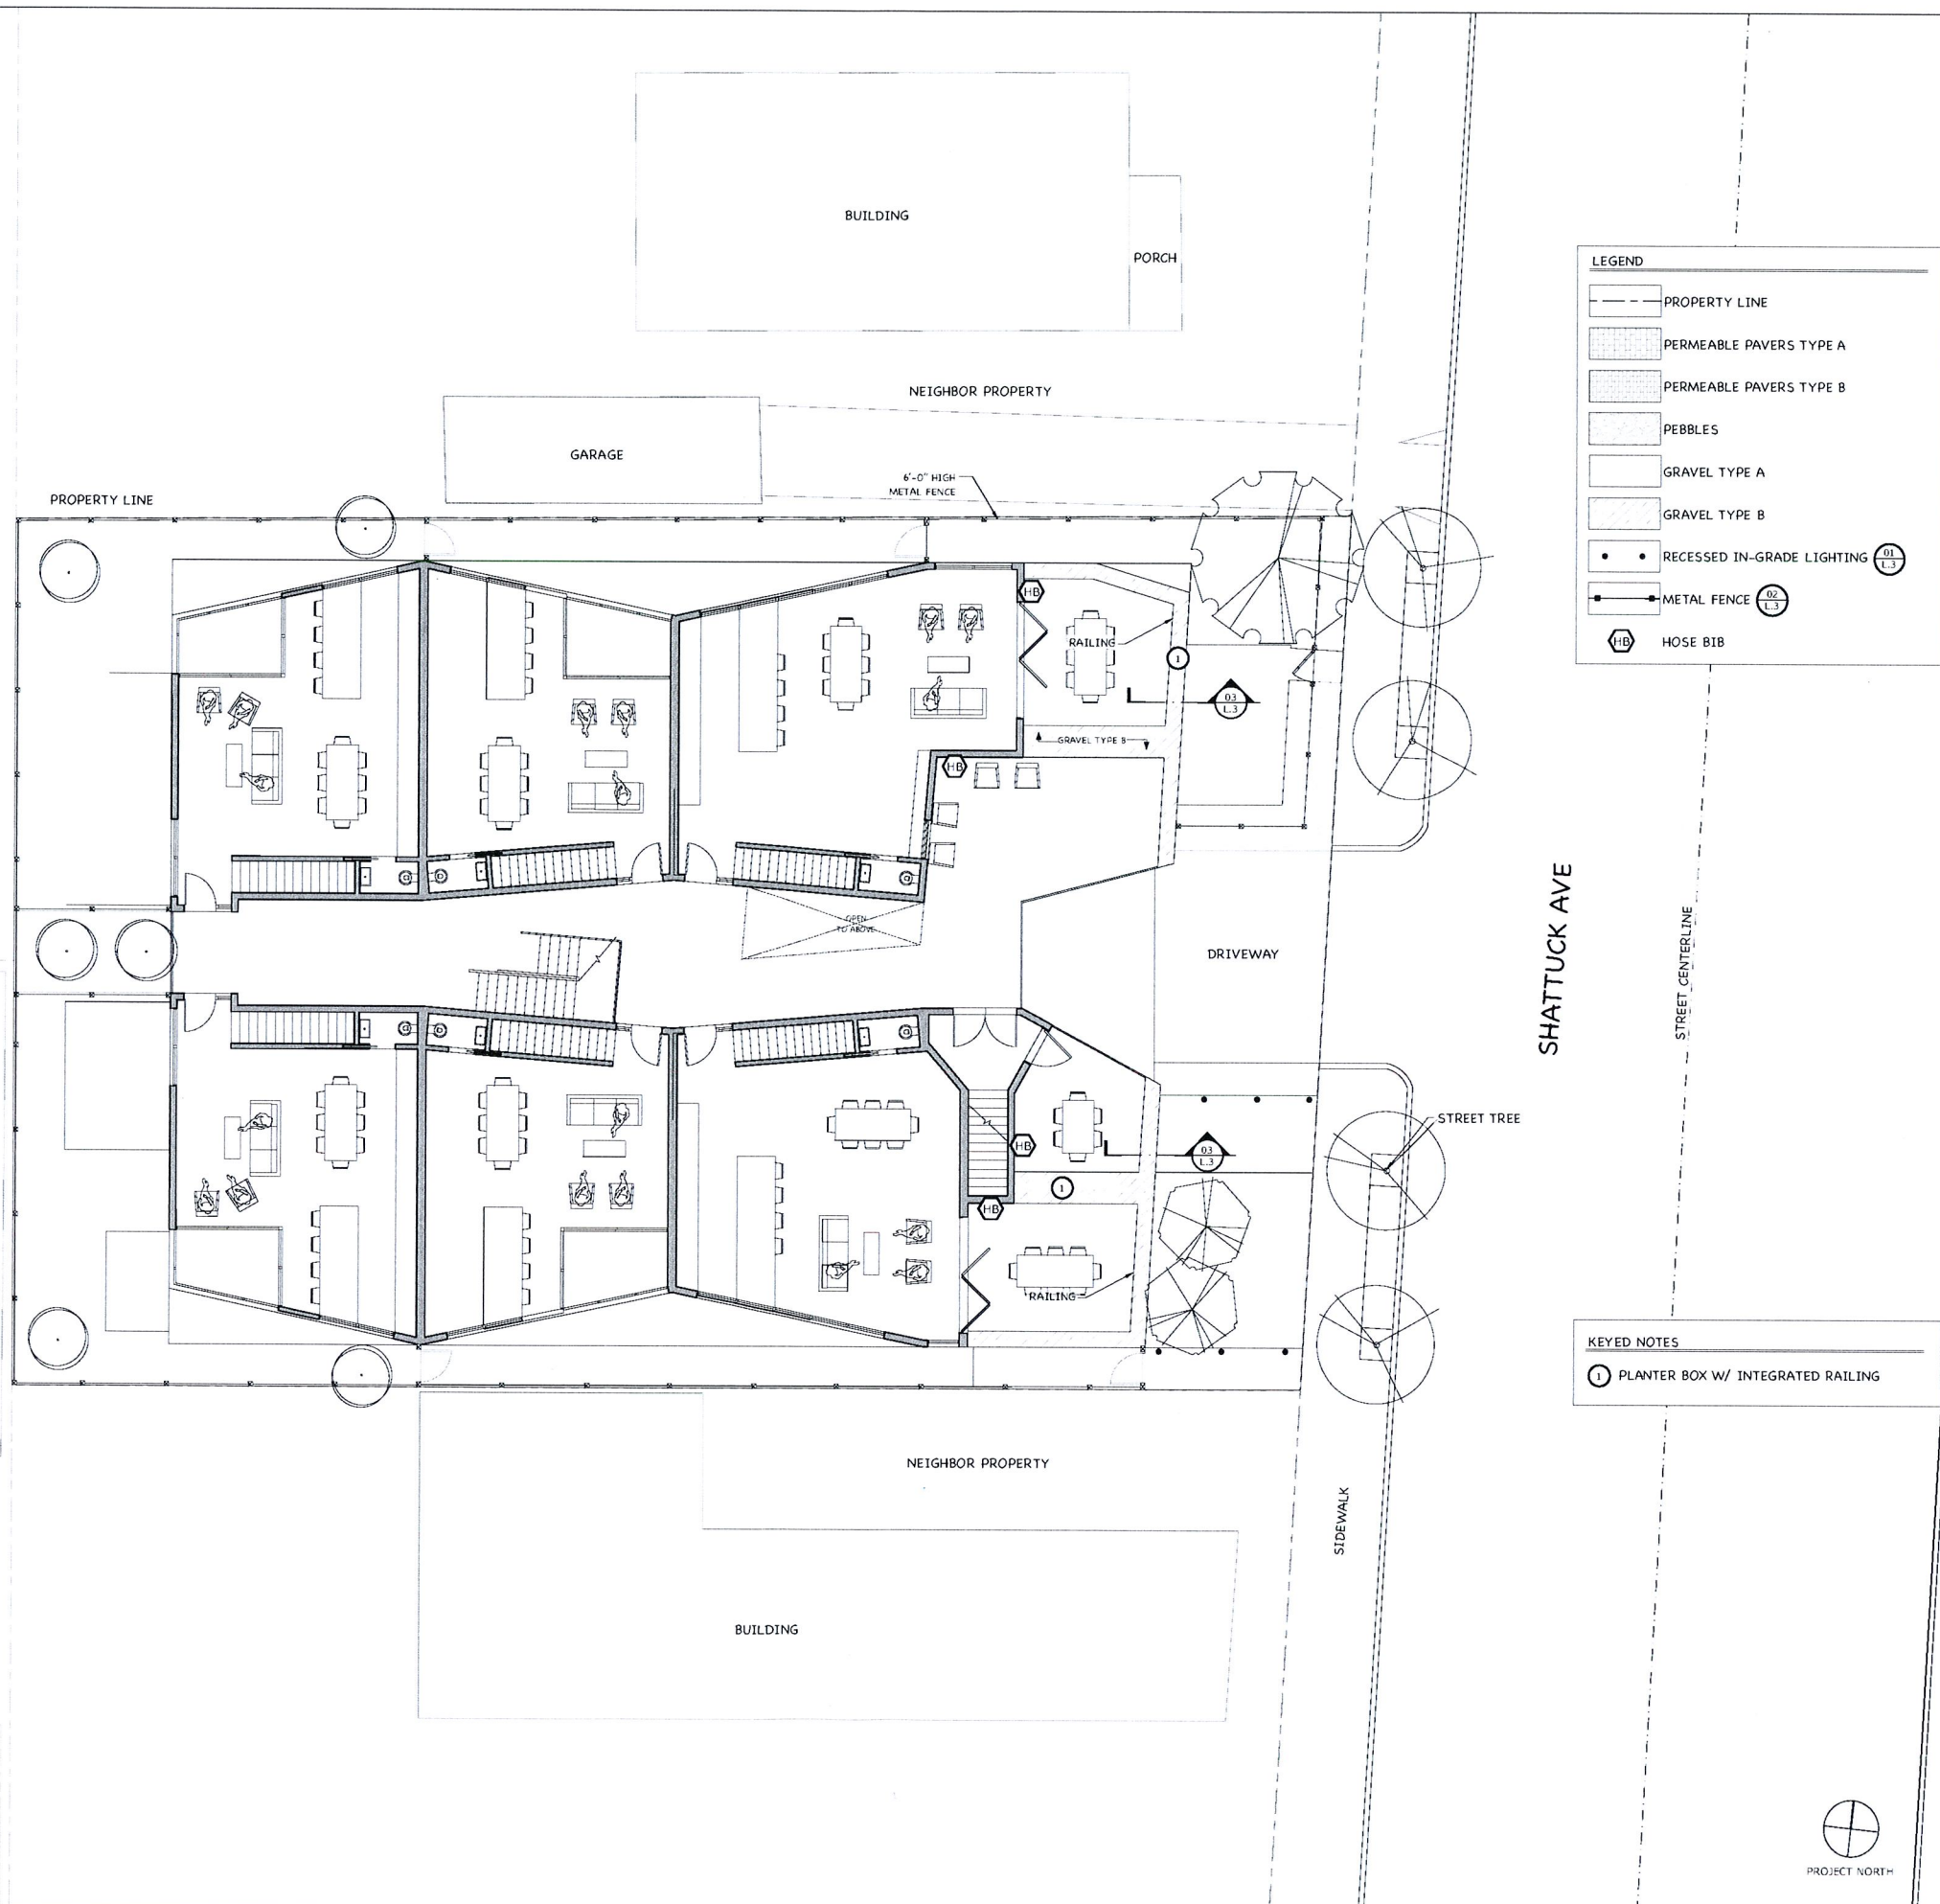 BUILDING
PORCH
LEGEND
PROPERTY LINE
PERMEABLE PAVERS TYPE A
PERMEABLE PAVERS TYPE B
PEBBLES
GRAVEL TYPE A
GRAVEL TYPE B
RECESSED IN-GRADE LIGHTING 01 L.3
METAL FENCE 02 L.3
HB HOSE BIB
NEIGHBOR PROPERTY
GARAGE
6'-0" HIGH
METAL FENCE
PROPERTY LINE
HB
RAILING
1
03
L.3
GRAVEL TYPE B
HB
OPEN
TO ABOVE
DRIVEWAY
SHATTUCK AVE
STREET CENTERLINE
STREET TREE
HB
03
L.3
1
HB
RAILING
KEYED NOTES
1 PLANTER BOX W/ INTEGRATED RAILING
NEIGHBOR PROPERTY
SIDEWALK
BUILDING
PROJECT NORTH